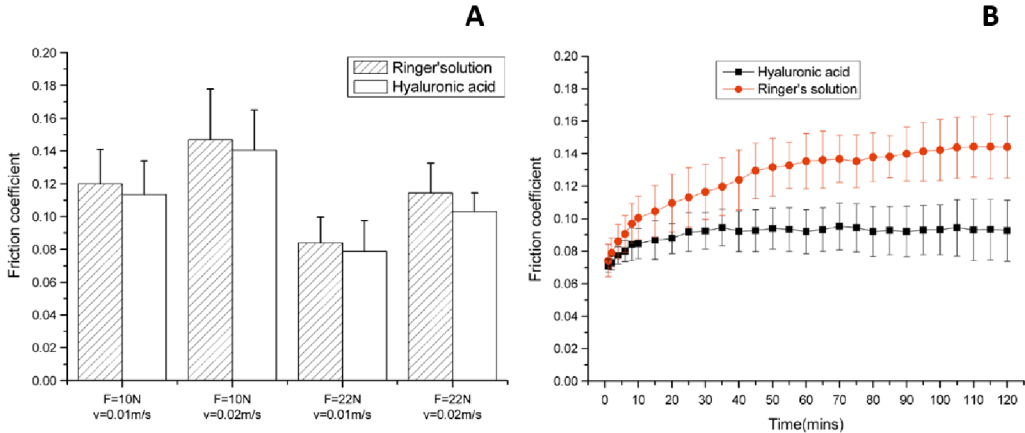 A
0.20
0.18
0.16
0.14
0.12
0.10
0.08
0.06
0.04
0.02
0.00
Friction coefficient
Ringer'solution
Hyaluronic acid
F=10N
v=0.01m/s
F=10N
v=0.02m/s
F=22N
v=0.01m/s
F=22N
v=0.02m/s
B
0.20
0.18
0.16
0.14
0.12
0.10
0.08
0.06
0.04
0.02
0.00
Friction coefficient
Hyaluronic acid
Ringer's solution
0 10 20 30 40 50 60 70 80 90 100 110 120
Time(mins)